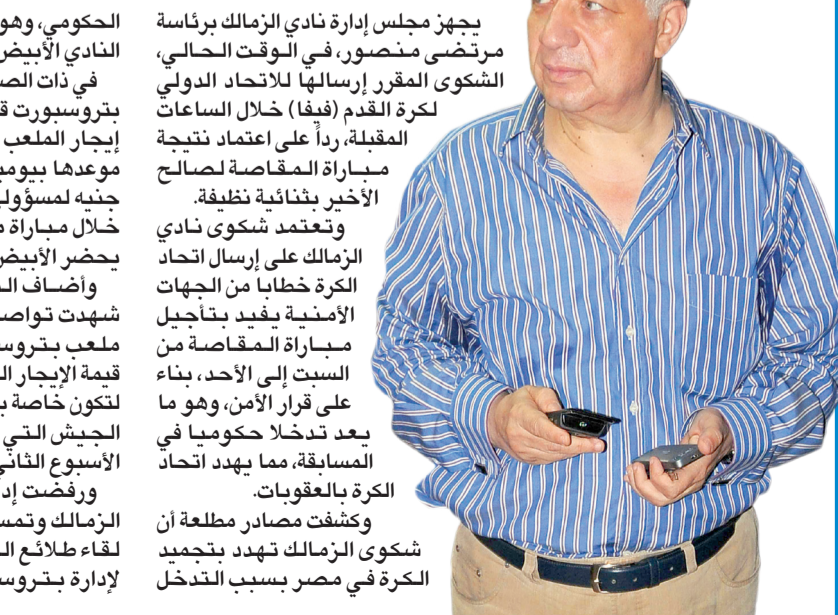 يجهز مجلس إدارة نادي الزمالك برئاسة
مرتضى منصور، في الوقت الحالي،
الشكوى المقرر إرسالها للاتحاد الدولي
لكرة القدم (فيفا) خلال الساعات
المقبلة، رداً على اعتماد نتيجة
مباراة المقاصة لصالح
الأخير بثنائية نظيفة.
وتعتمد شكوى نادي
الزمالك على إرسال اتحاد
الكرة خطابا من الجهات
الأمنية يفيد بتأجيل
مباراة المقاصة من
السبت إلى الأحد، بناء
على قرار الأمن، وهو ما
يعد تدخلا حكوميا في
المسابقة، مما يهدد اتحاد
الكرة بالعقوبات.
وكشفت مصادر مطلعة أن
شكوى الزمالك تهدد بتجميد
الكرة في مصر بسبب التدخل
الحكومي، وهو
النادي الأبيض
في ذات الص
بتروسبورت ق
إيجار الملعب
موعدها بيومي
جنيه لمسؤولي
خلال مباراة م
يحضر الأبيض
وأضاف ال
شهدت تواص
ملعب بتروس
قيمة الإيجار ال
لتكون خاصة ب
الجيش التي
الأسبوع الثاني
ورفضت إد
الزمالك وتمس
لقاء طلائع ال
لإدارة بتروس